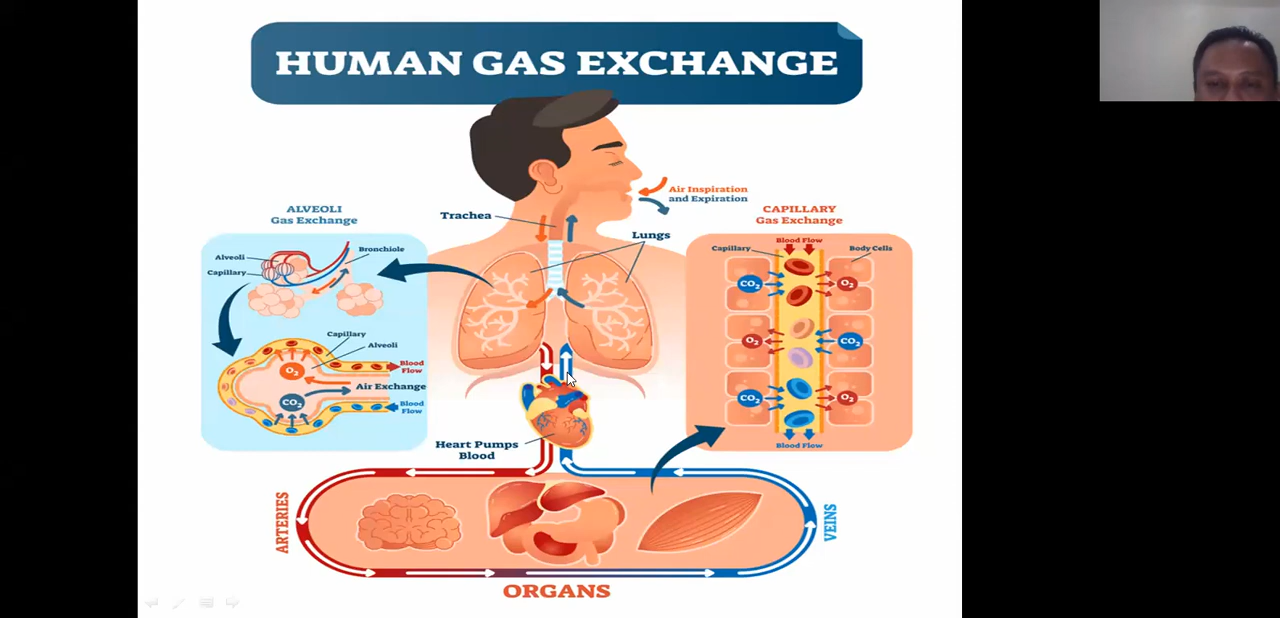 HUMAN GAS EXCHANGE
Air Inspiration
and Expiration
Trachea
Lungs
ALVEOLI
Gas Exchange
Alveoli
Bronchiole
Capillary
Capillary
Alveoli
O2
Blood
Flow
Air Exchange
CO2
Blood
Flow
CAPILLARY
Gas Exchange
Blood Flow
Capillary
Body Cells
CO2
O2
O2
CO2
CO2
O2
Blood Flow
Heart Pumps
Blood
ARTERIES
VEINS
ORGANS